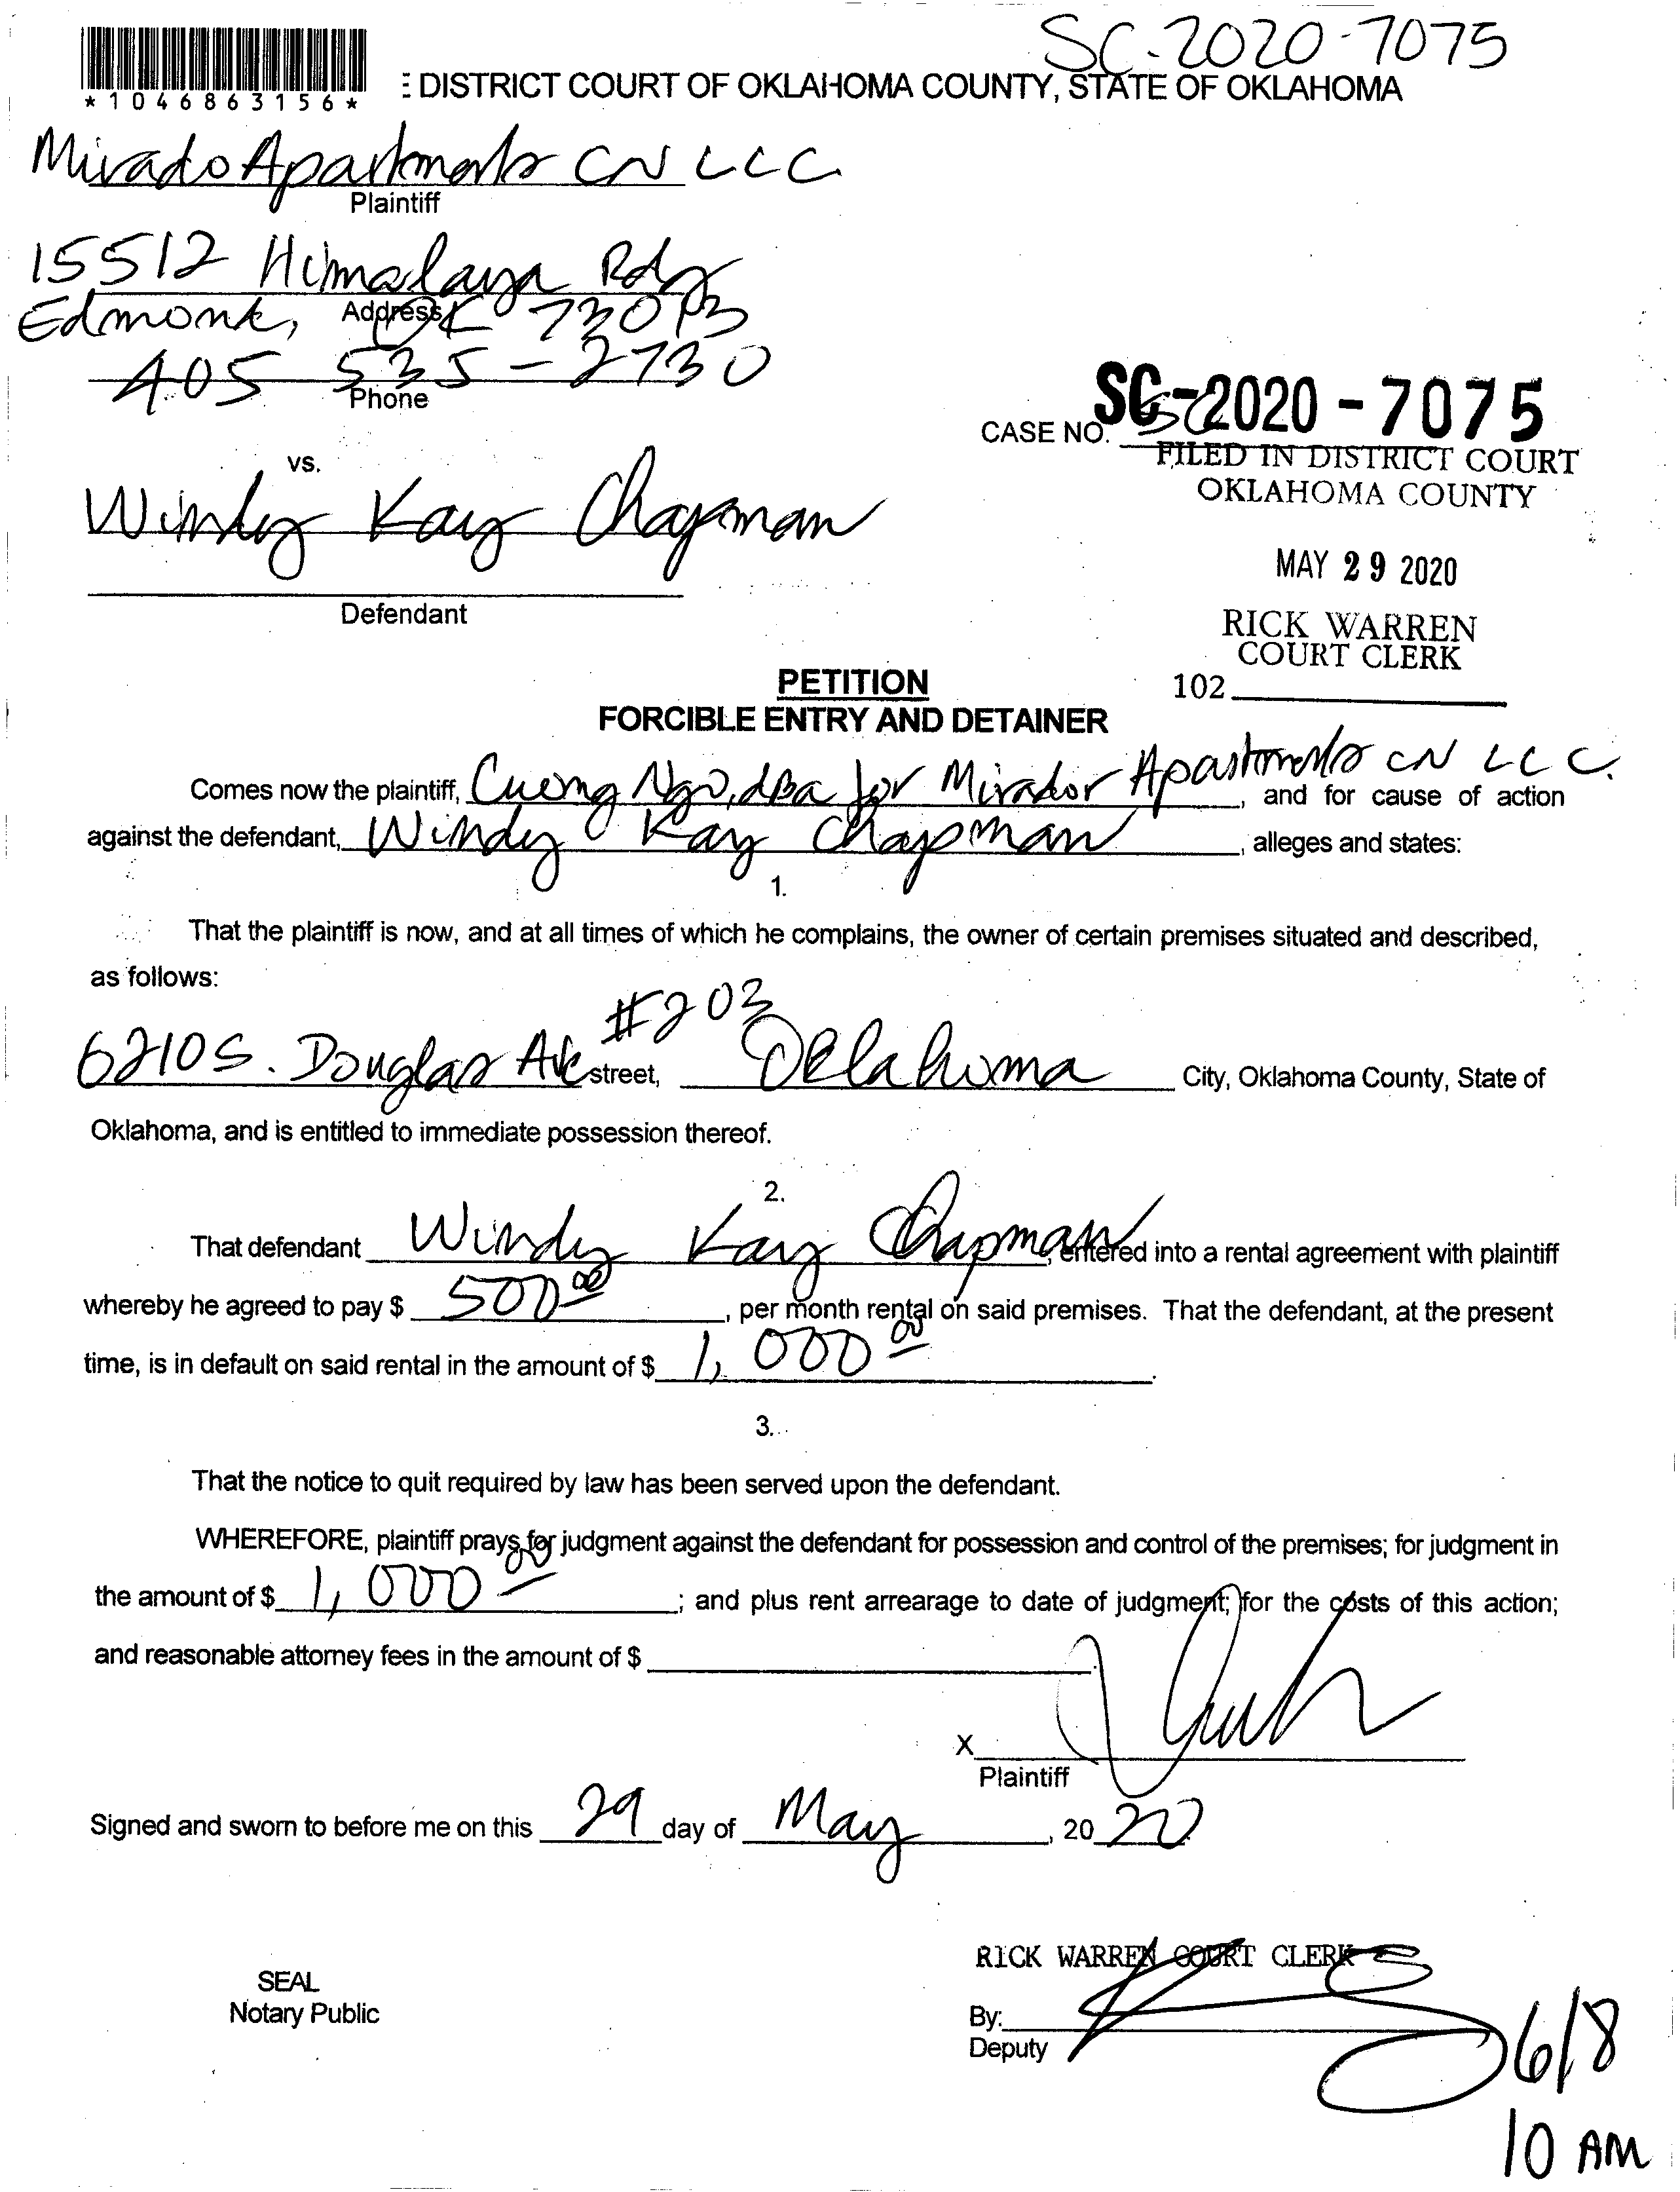 SC-2020-7075
*1046863156*
: DISTRICT COURT OF OKLAHOMA COUNTY, STATE OF OKLAHOMA
Mirado Apartments CN LLC
Plaintiff
15512 Himalaya Rdg
Address
Edmond, OK 73013
405 535-2730
Phone
SC-2020-7075
CASE NO. SC
FILED IN DISTRICT COURT
OKLAHOMA COUNTY
vs.
Windy Kay Chapman
MAY 29 2020
Defendant
RICK WARREN
COURT CLERK
102
PETITION
FORCIBLE ENTRY AND DETAINER
Comes now the plaintiff, Cuong Ngo, dba for Mirador Apartments CN LLC., and for cause of action
against the defendant, Windy Kay Chapman, alleges and states:
1.
That the plaintiff is now, and at all times of which he complains, the owner of certain premises situated and described,
as follows:
#203
6210 S. Douglas Ave street, Oklahoma City, Oklahoma County, State of
Oklahoma, and is entitled to immediate possession thereof.
2.
That defendant Windy Kay Chapman, entered into a rental agreement with plaintiff
whereby he agreed to pay $ 500.00, per month rental on said premises. That the defendant, at the present
time, is in default on said rental in the amount of $ 1,000.00.
3.
That the notice to quit required by law has been served upon the defendant.
WHEREFORE, plaintiff prays for judgment against the defendant for possession and control of the premises; for judgment in
the amount of $ 1,000.00; and plus rent arrearage to date of judgment; for the costs of this action;
and reasonable attorney fees in the amount of $
X
Plaintiff
Signed and sworn to before me on this 29 day of May, 20 20
RICK WARREN COURT CLERK
SEAL
Notary Public
By:
Deputy
6/8
10 AM